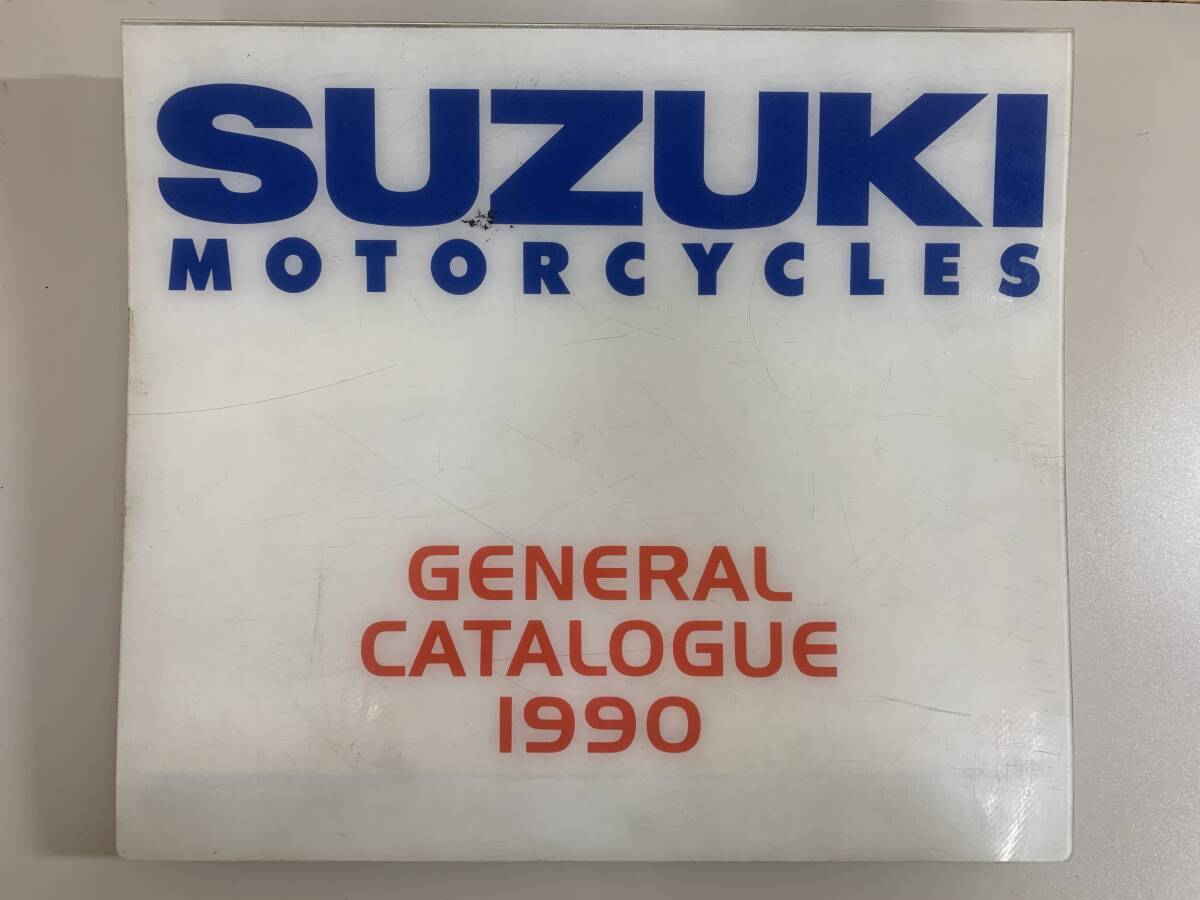 SUZUKI
MOTORCYCLES
GENERAL
CATALOGUE
1990